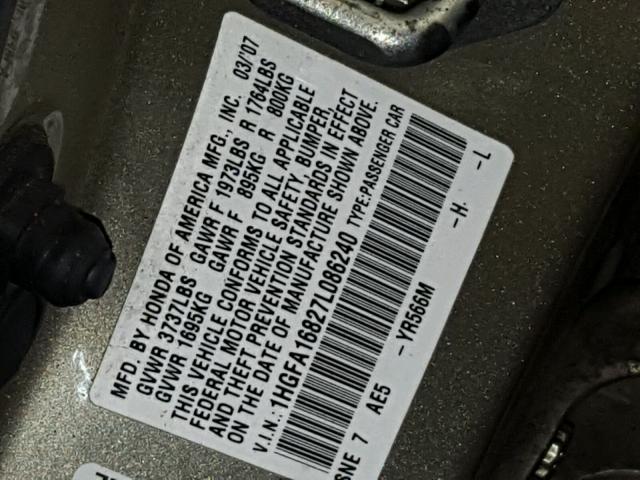 MFD. BY HONDA OF AMERICA MFG., INC. 03/'07
GVWR 3737LBS GAWR F 1973LBS R 1764LBS
GVWR 1695KG GAWR F 895KG R 800KG
THIS VEHICLE CONFORMS TO ALL APPLICABLE
FEDERAL MOTOR VEHICLE SAFETY, BUMPER,
AND THEFT PREVENTION STANDARDS IN EFFECT
ON THE DATE OF MANUFACTURE SHOWN ABOVE.
V.I.N.: 1HGFA16827L086240 TYPE:PASSENGER CAR
SNE 7 AE5 - YR566M -H- -L